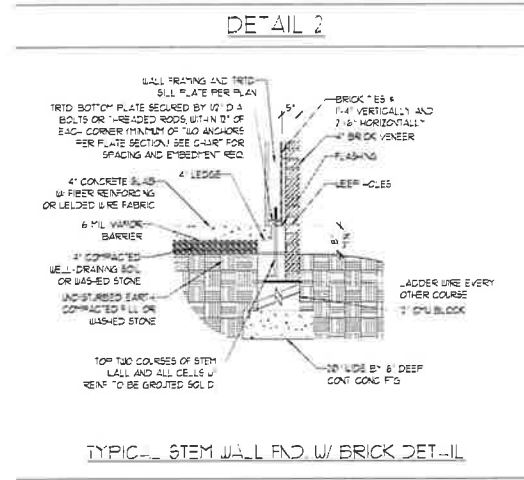 DETAIL 2
WALL FRAMING AND TRTD
SILL PLATE PER PLAN
TRTD BOTTOM PLATE SECURED BY 1/2" DIA
BOLTS OR THREADED RODS, WITHIN 12" OF
EACH CORNER (MINIMUM OF TWO ANCHORS
PER PLATE SECTION) SEE CHART FOR
SPACING AND EMBEDMENT REQ.
4" LEDGE
4" CONCRETE SLAB
W/ FIBER REINFORCING
OR WELDED WIRE FABRIC
6 MIL VAPOR
BARRIER
4" COMPACTED
WELL-DRAINING SOIL
OR WASHED STONE
UNDISTURBED EARTH
COMPACTED FILL OR
WASHED STONE
TOP TWO COURSES OF STEM
WALL AND ALL CELLS W/
REINF TO BE GROUTED SOLID
5"
BRICK TIES @
1'-4" VERTICALLY AND
HORIZONTALLY
4" BRICK VENEER
FLASHING
WEEP HOLES
8"
MIN
LADDER WIRE EVERY
OTHER COURSE
12" CMU BLOCK
20" WIDE BY 8" DEEP
CONT CONC FTG
TYPICAL STEM WALL FND. W/ BRICK DETAIL